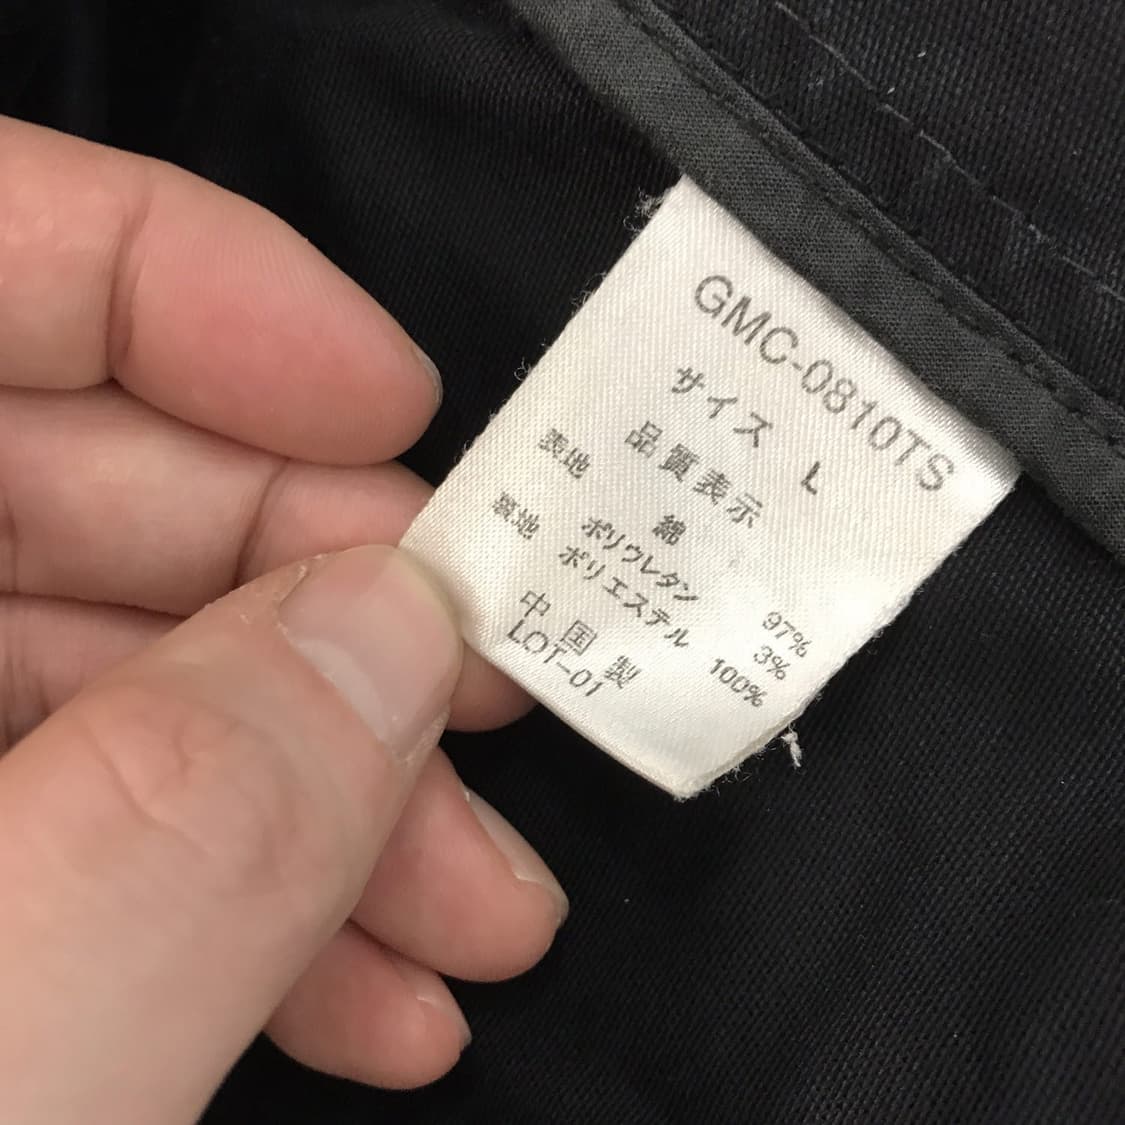 GMC-0810TS
サイズ L
品質表示
表地 綿 97%
ポリウレタン 3%
裏地 ポリエステル 100%
中国製
LOT-01